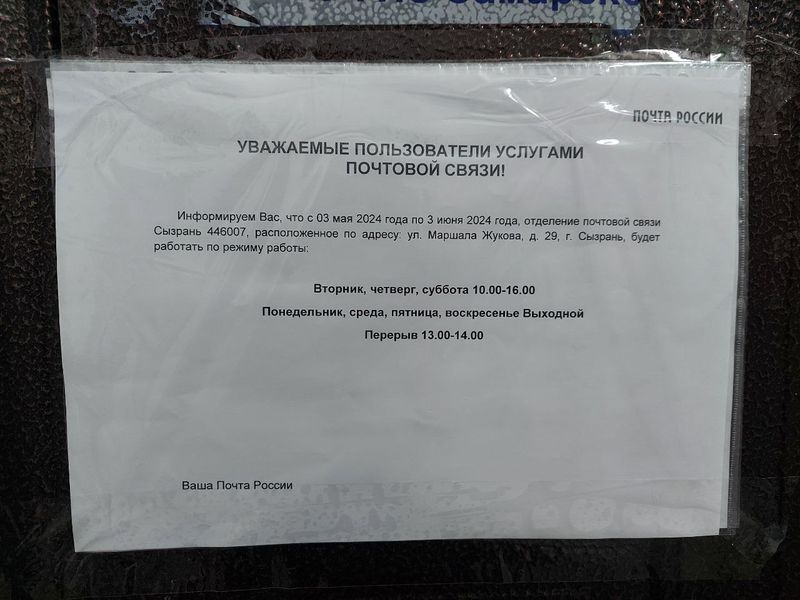 ПОЧТА РОССИИ
УВАЖАЕМЫЕ ПОЛЬЗОВАТЕЛИ УСЛУГАМИ
ПОЧТОВОЙ СВЯЗИ!
Информируем Вас, что с 03 мая 2024 года по 3 июня 2024 года, отделение почтовой связи
Сызрань 446007, расположенное по адресу: ул. Маршала Жукова, д. 29, г. Сызрань, будет
работать по режиму работы:
Вторник, четверг, суббота 10.00-16.00
Понедельник, среда, пятница, воскресенье Выходной
Перерыв 13.00-14.00
Ваша Почта России